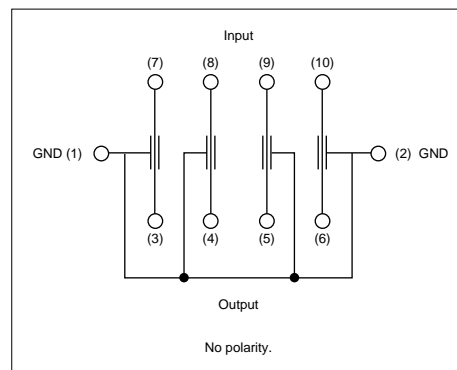 Input
(7) (8) (9) (10)
GND (1) (2) GND
(3) (4) (5) (6)
Output
No polarity.